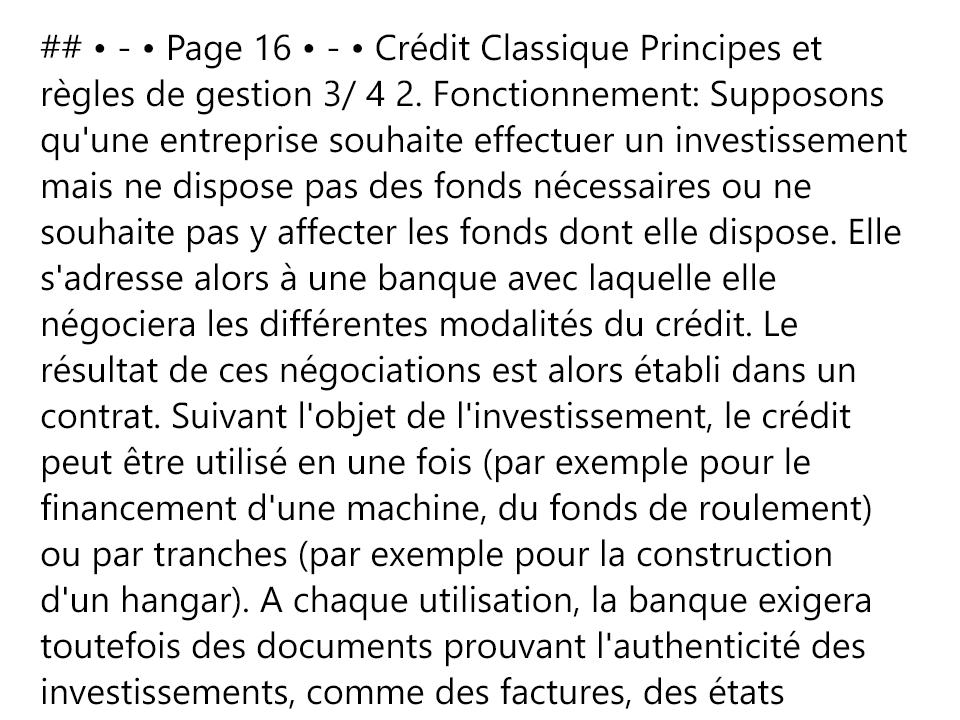 ## • - • Page 16 • - • Crédit Classique Principes et
règles de gestion 3/ 4 2. Fonctionnement: Supposons
qu'une entreprise souhaite effectuer un investissement
mais ne dispose pas des fonds nécessaires ou ne
souhaite pas y affecter les fonds dont elle dispose. Elle
s'adresse alors à une banque avec laquelle elle
négociera les différentes modalités du crédit. Le
résultat de ces négociations est alors établi dans un
contrat. Suivant l'objet de l'investissement, le crédit
peut être utilisé en une fois (par exemple pour le
financement d'une machine, du fonds de roulement)
ou par tranches (par exemple pour la construction
d'un hangar). A chaque utilisation, la banque exigera
toutefois des documents prouvant l'authenticité des
investissements, comme des factures, des états